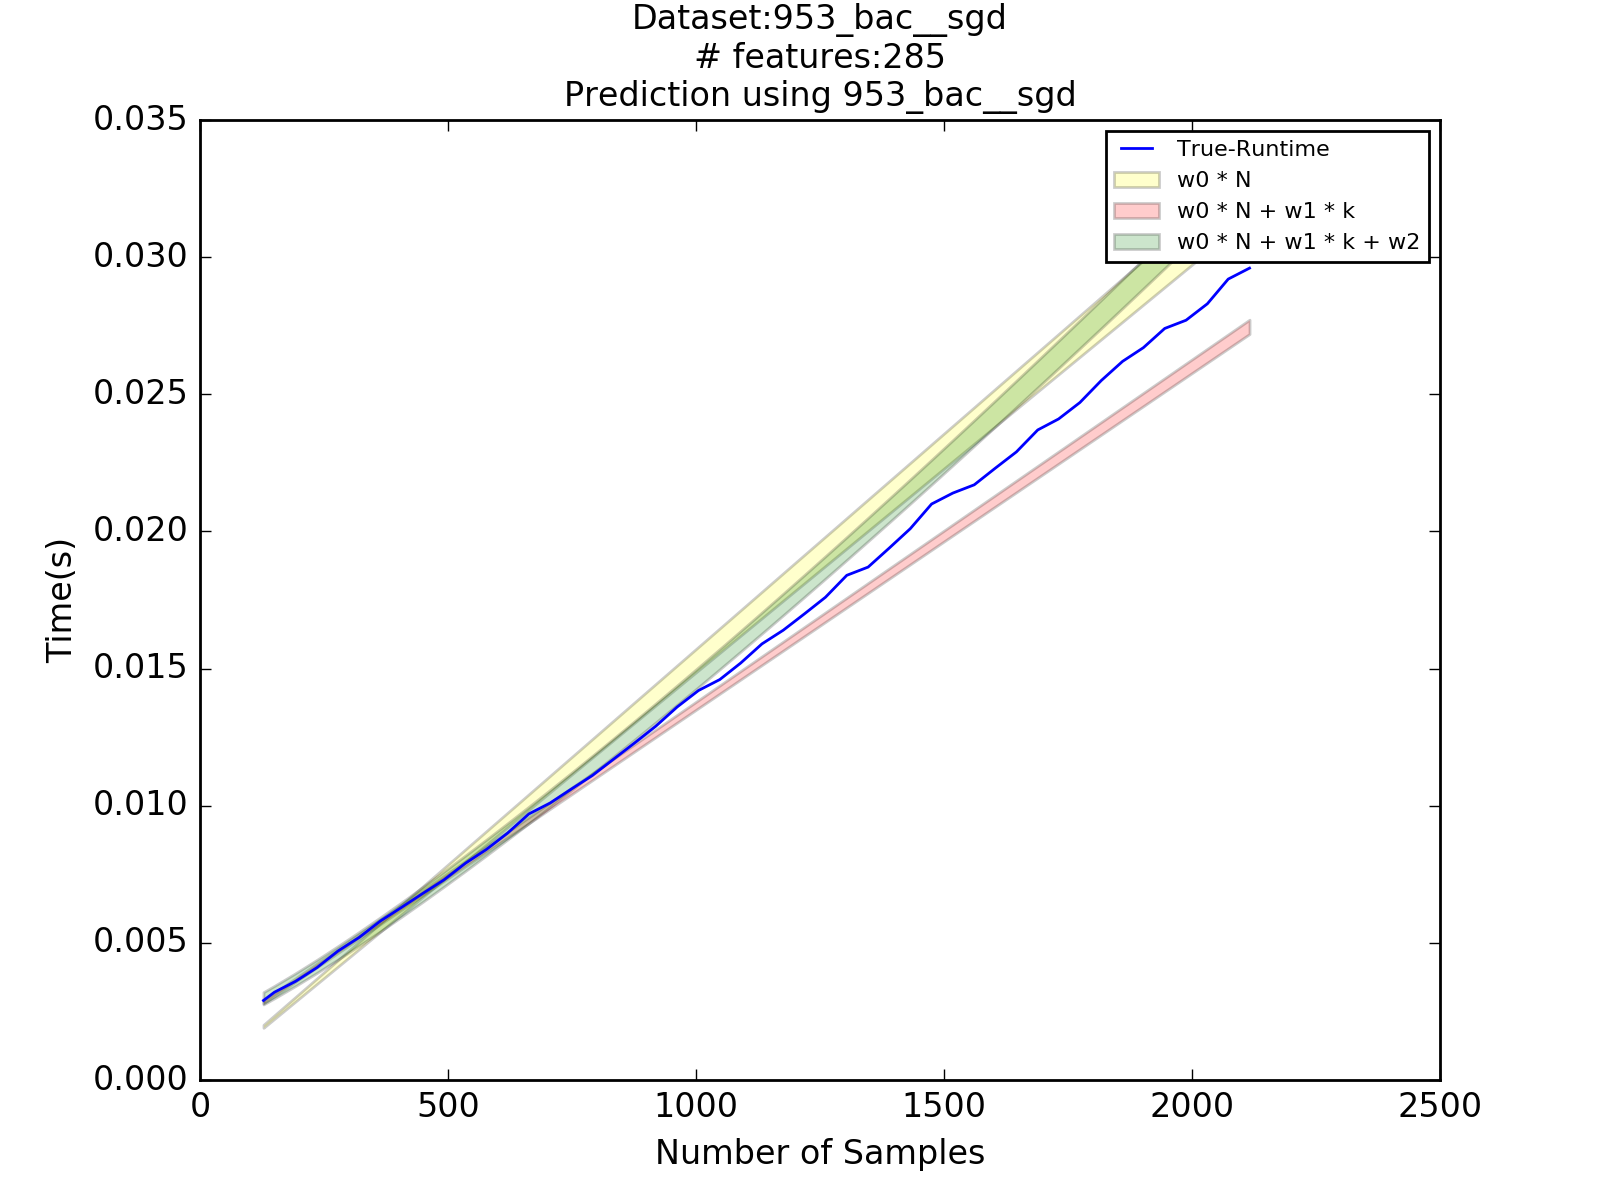 Dataset:953_bac__sgd
# features:285
Prediction using 953_bac__sgd
0.035
0.030
0.025
0.020
0.015
0.010
0.005
0.000
Time(s)
True-Runtime
w0 * N
w0 * N + w1 * k
w0 * N + w1 * k + w2
0 500 1000 1500 2000 2500
Number of Samples